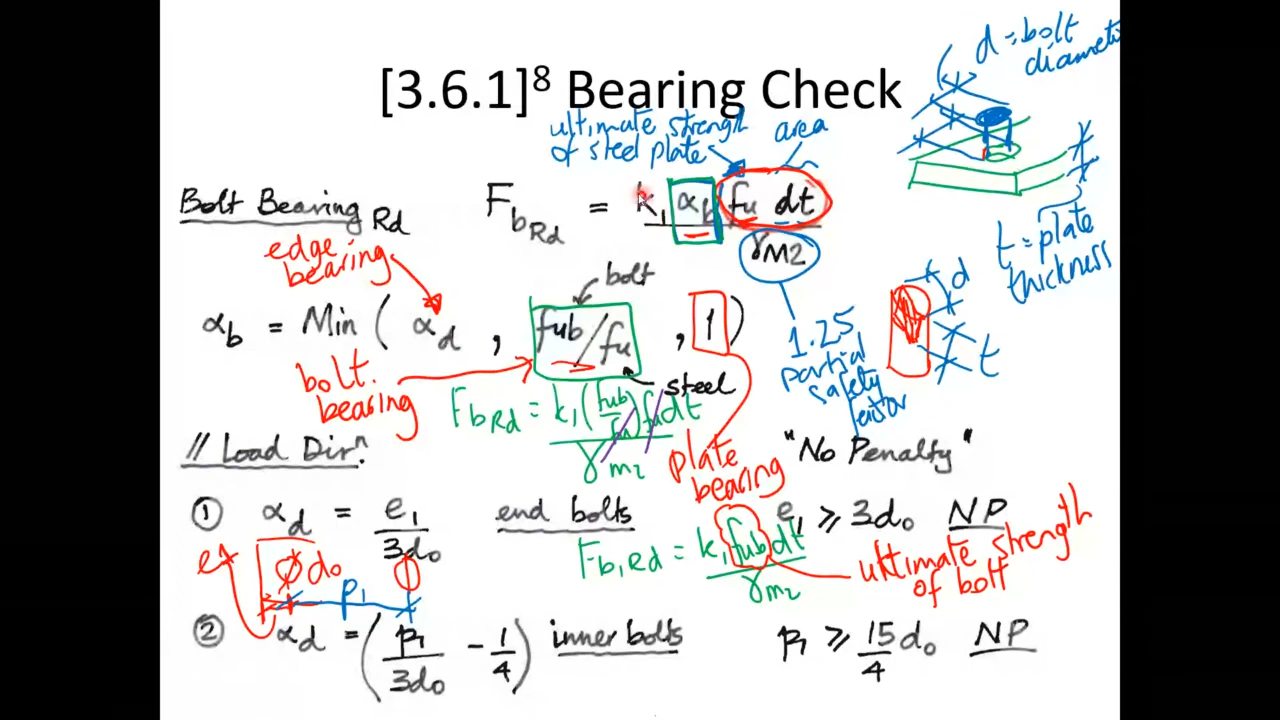 [3.6.1]⁸ Bearing Check
d = bolt
diamete
ultimate strength
of steel plate
area
Bolt Bearing Rd
F_bRd = k₁ α_b fu dt / γM2
edge
bearing
bolt
t = plate
thickness
d
t
α_b = Min ( α_d , fub/fu , 1 )
1.25
partial
safety
factor
bolt
bearing
steel
F_bRd = k₁ (fub/fu) fu dt / γm2
// Load Dirⁿ.
plate
bearing
"No Penalty"
① α_d = e₁/3d₀ end bolts e₁ ⩾ 3d₀ NP
F_b,Rd = k₁ fub dt / γm2
ultimate strength
of bolt
e₁
φ d₀
p₁
② α_d = ( p₁/3d₀ - 1/4 ) inner bolts p₁ ⩾ 15/4 d₀ NP